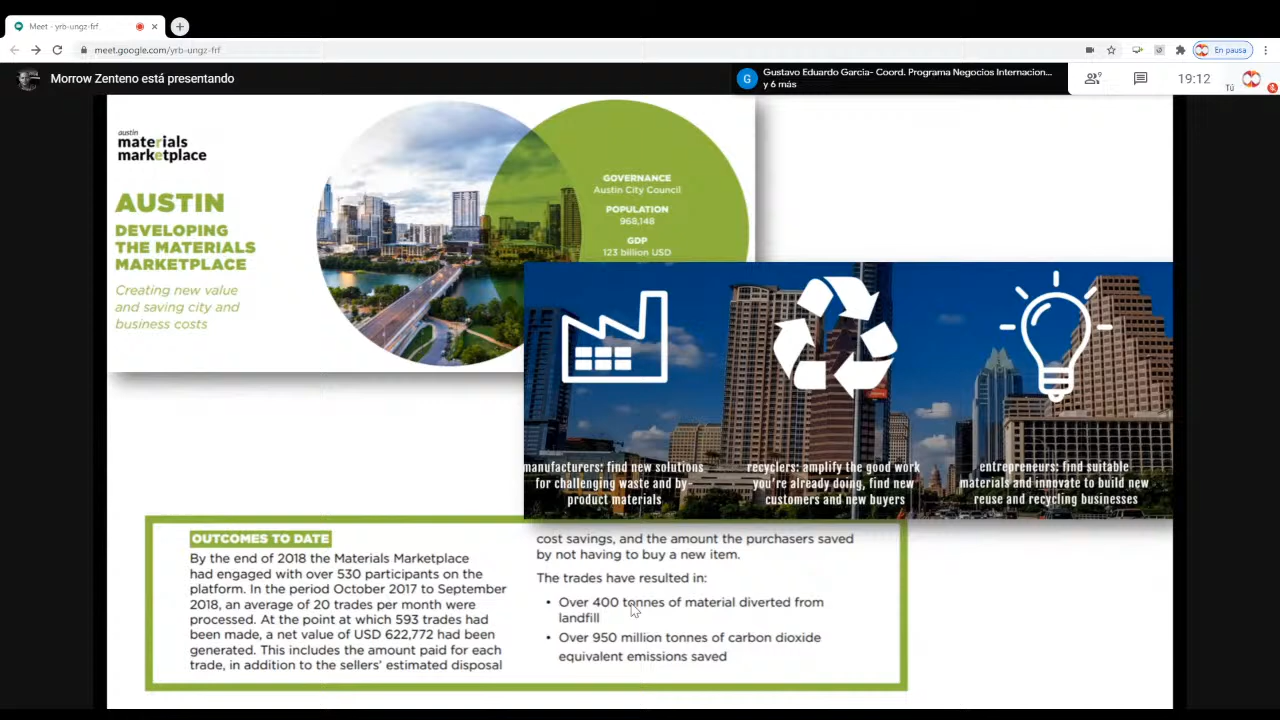 Meet - yrb-ungz-frf
meet.google.com/yrb-ungz-frf
En pausa
Morrow Zenteno está presentando
G
Gustavo Eduardo Garcia- Coord. Programa Negocios Internacion...
y 6 más
9
19:12
Tú
austin
materials
marketplace
AUSTIN
DEVELOPING
THE MATERIALS
MARKETPLACE
Creating new value
and saving city and
business costs
GOVERNANCE
Austin City Council
POPULATION
968,148
GDP
123 billion USD
manufacturers: find new solutions
for challenging waste and by-
product materials
recyclers: amplify the good work
you're already doing, find new
customers and new buyers
entrepreneurs: find suitable
materials and innovate to build new
reuse and recycling businesses
OUTCOMES TO DATE
By the end of 2018 the Materials Marketplace
had engaged with over 530 participants on the
platform. In the period October 2017 to September
2018, an average of 20 trades per month were
processed. At the point at which 593 trades had
been made, a net value of USD 622,772 had been
generated. This includes the amount paid for each
trade, in addition to the sellers' estimated disposal
cost savings, and the amount the purchasers saved
by not having to buy a new item.
The trades have resulted in:
• Over 400 tonnes of material diverted from
landfill
• Over 950 million tonnes of carbon dioxide
equivalent emissions saved